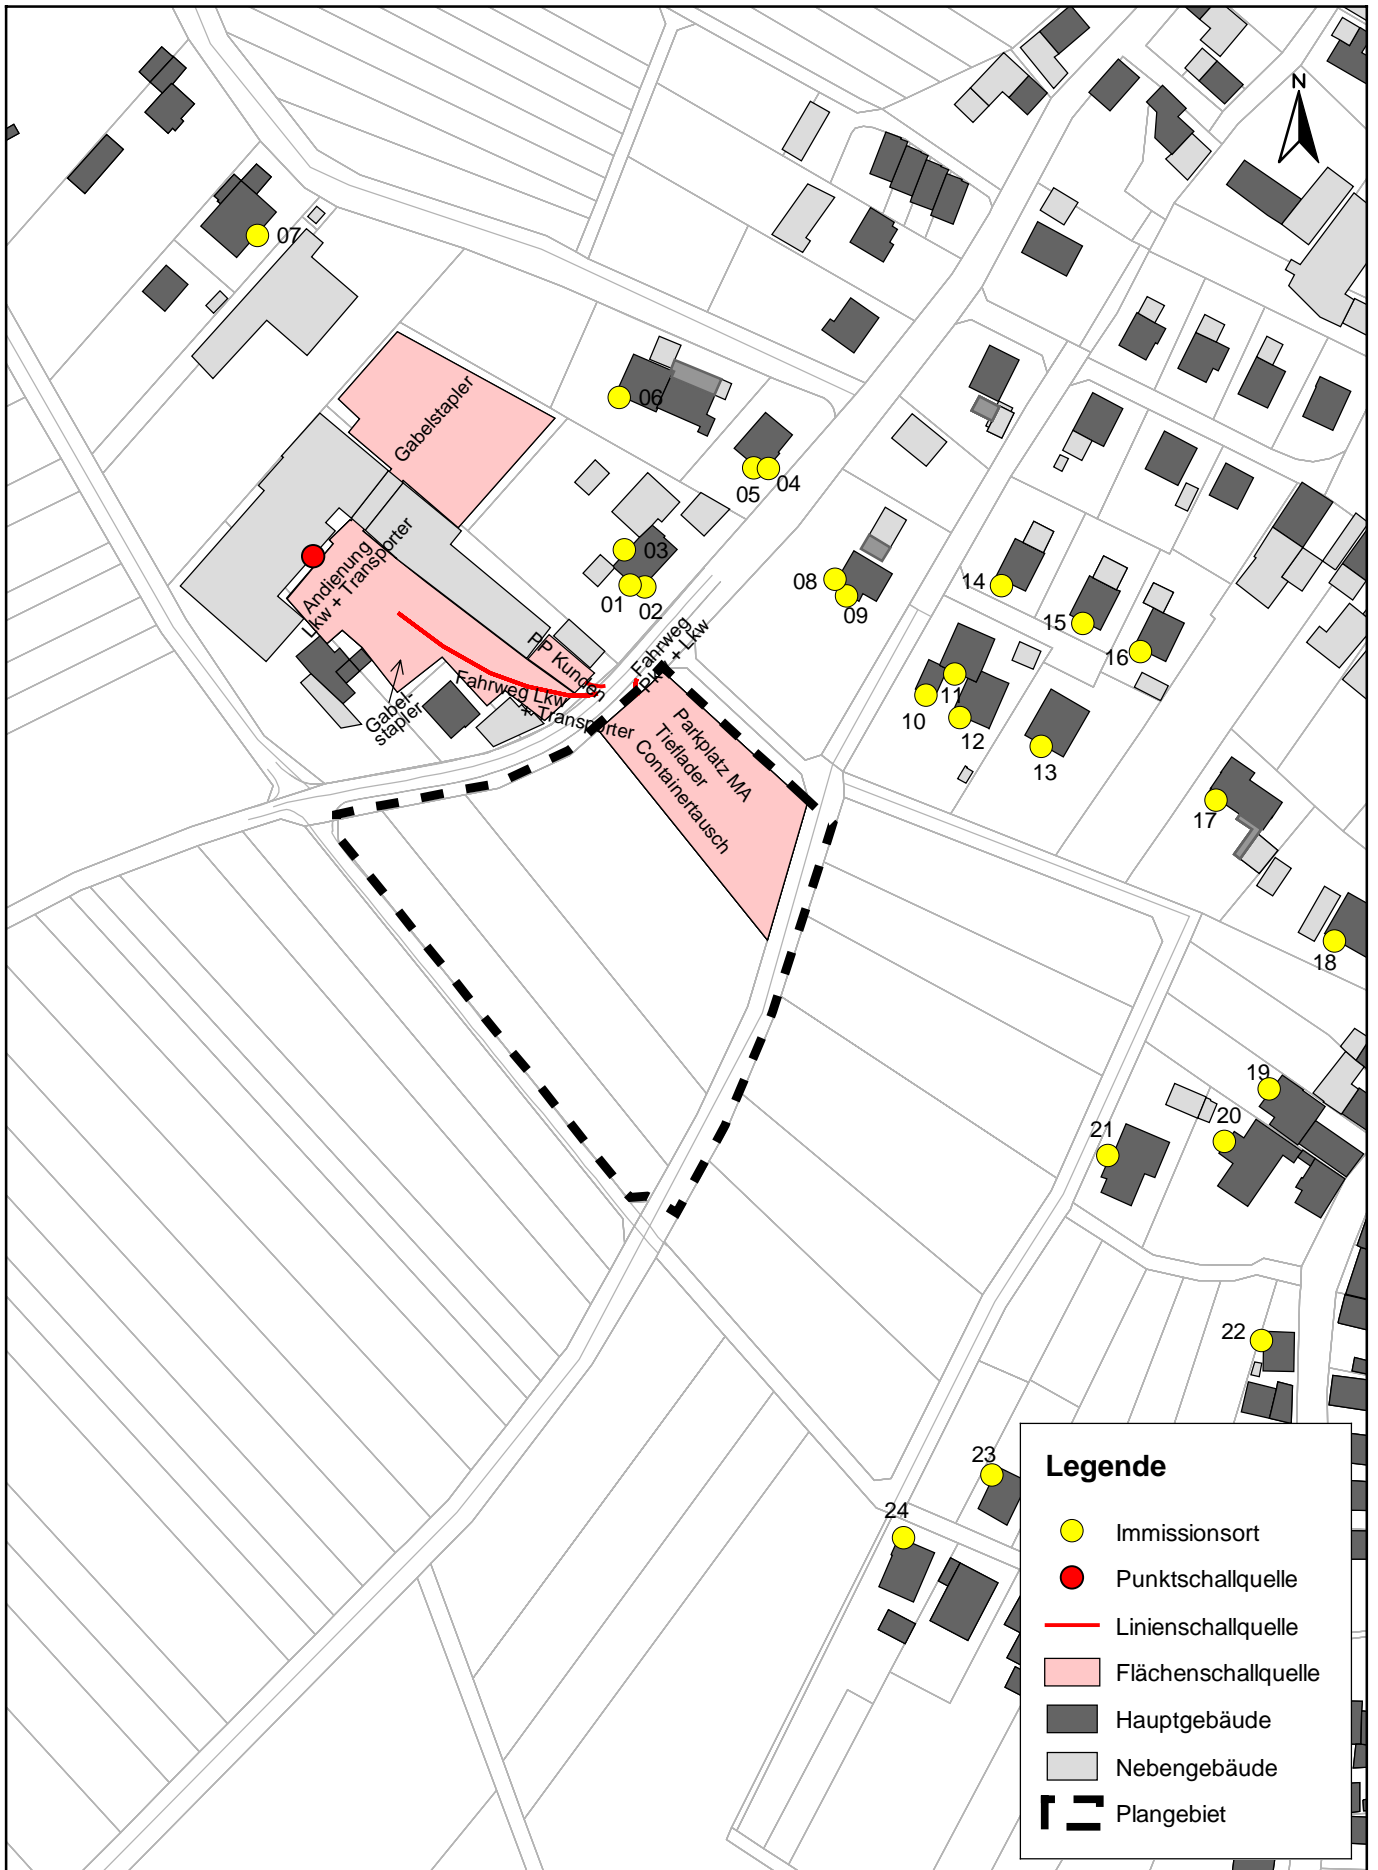 N
07
06
Gabelstapler
05
04
03
01
02
Andienung
Lkw + Transporter
08
09
14
15
16
Fahrweg
Pkw + Lkw
PP Kunden
Fahrweg Lkw
+ Transporter
Gabel-
stapler
10
11
12
13
Parkplatz MA
Tieflader
Containertausch
17
18
19
20
21
22
23
24
Legende
Immissionsort
Punktschallquelle
Linienschallquelle
Flächenschallquelle
Hauptgebäude
Nebengebäude
Plangebiet